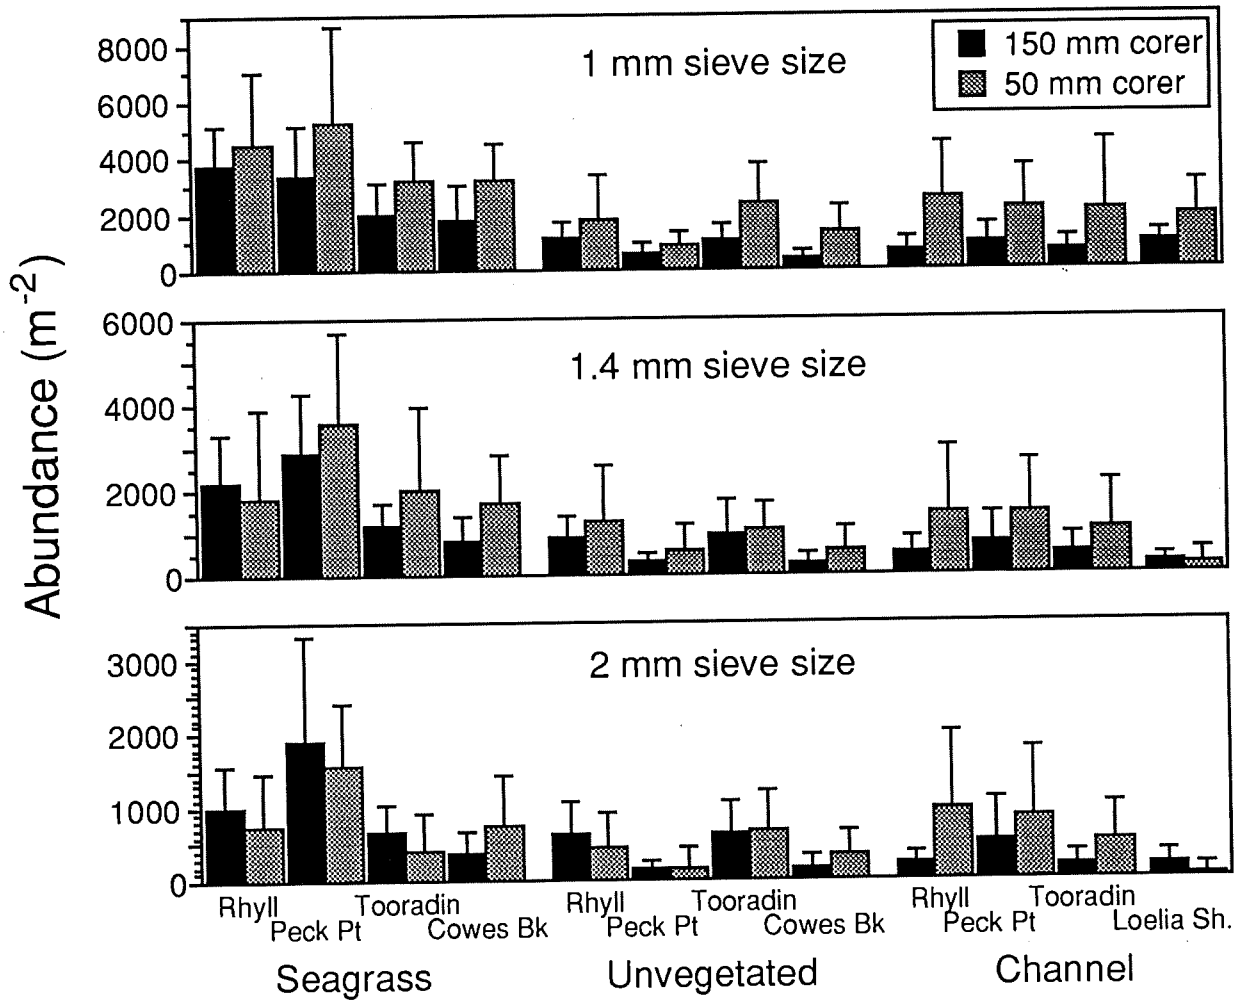 Abundance (m-2)
8000
6000
4000
2000
0
1 mm sieve size
150 mm corer
50 mm corer
6000
4000
2000
0
1.4 mm sieve size
3000
2000
1000
0
2 mm sieve size
Rhyll Tooradin Rhyll Tooradin Rhyll Tooradin
Peck Pt Cowes Bk Peck Pt Cowes Bk Peck Pt Loelia Sh.
Seagrass Unvegetated Channel